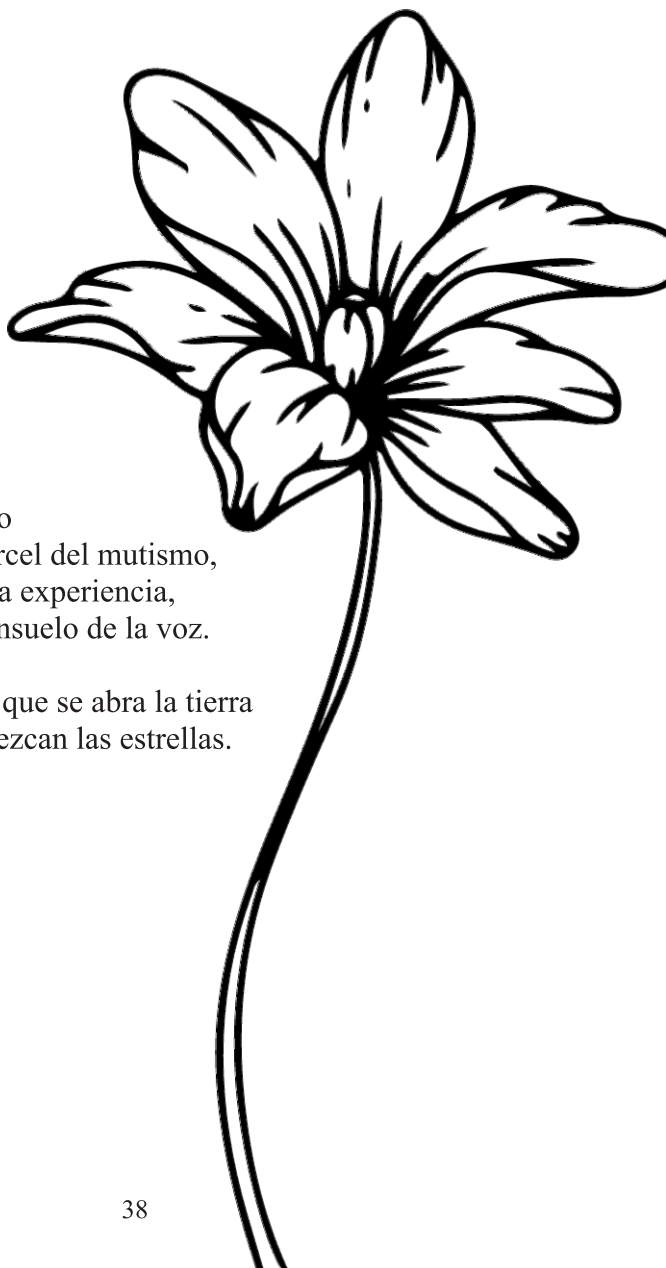 o
rcel del mutismo,
a experiencia,
nsuelo de la voz.
que se abra la tierra
ezcan las estrellas.
38